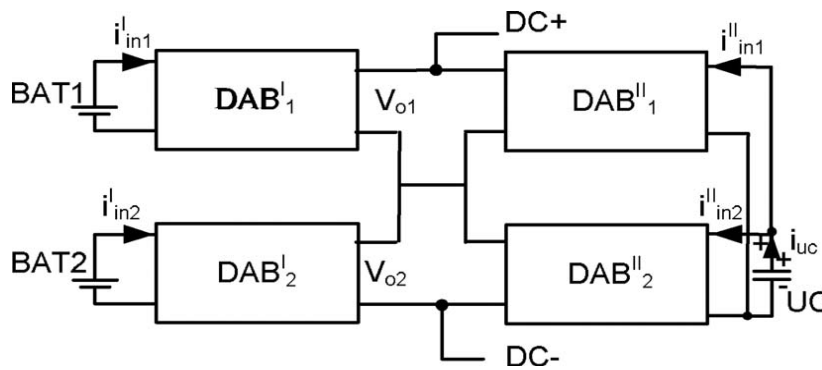 DC+
i^I_in1
i^II_in1
BAT1
DAB^I_1
V_o1
DAB^II_1
i^I_in2
i^II_in2
BAT2
DAB^I_2
V_o2
DAB^II_2
+
+
i_uc
-
UC
DC-